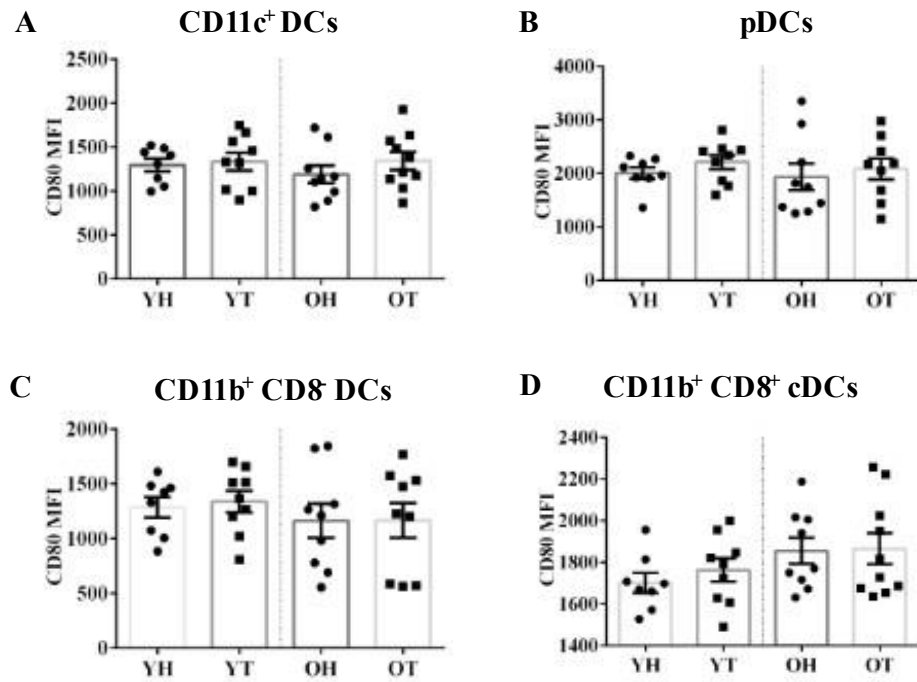 A CD11c⁺ DCs
2500
2000
1500
1000
500
0
CD80 MFI
YH YT OH OT
B pDCs
4000
3000
2000
1000
0
CD80 MFI
YH YT OH OT
C CD11b⁺ CD8⁻ DCs
2000
1500
1000
500
0
CD80 MFI
YH YT OH OT
D CD11b⁺ CD8⁺ cDCs
2400
2200
2000
1800
1600
1400
CD80 MFI
YH YT OH OT